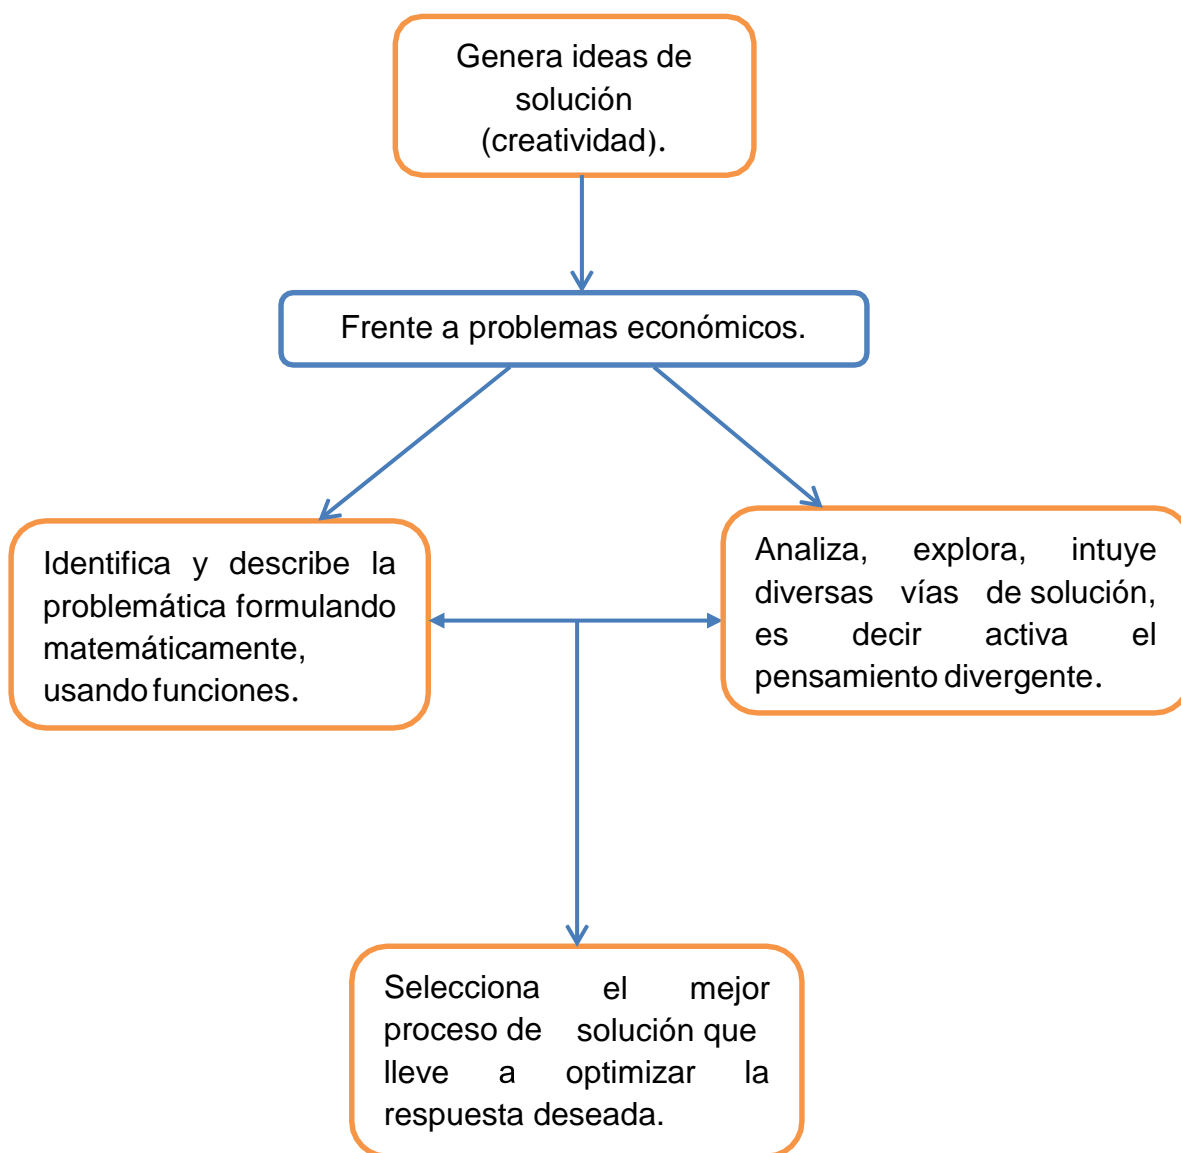 Genera ideas de
solución
(creatividad).
Frente a problemas económicos.
Identifica y describe la
problemática formulando
matemáticamente,
usando funciones.
Analiza, explora, intuye
diversas vías de solución,
es decir activa el
pensamiento divergente.
Selecciona el mejor
proceso de solución que
lleve a optimizar la
respuesta deseada.